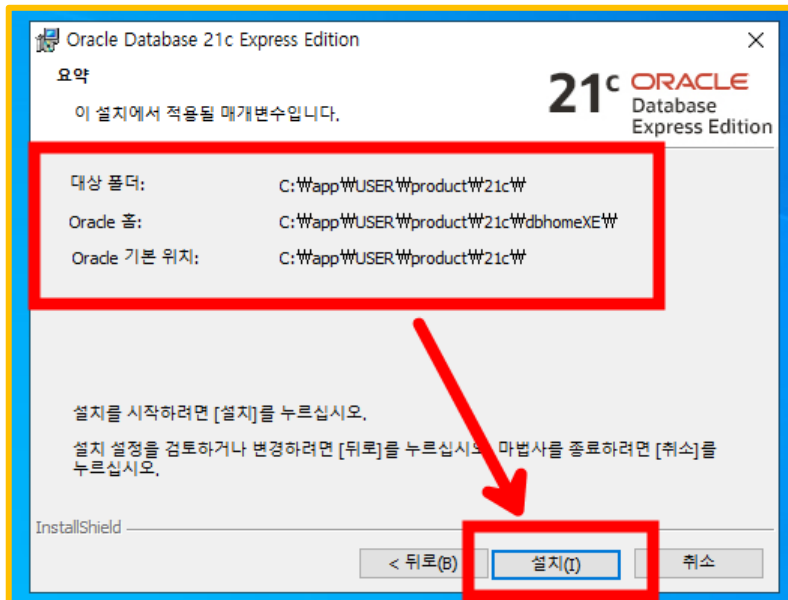 Oracle Database 21c Express Edition
요약
이 설치에서 적용될 매개변수입니다.
21c ORACLE
Database
Express Edition
대상 폴더: C:₩app₩USER₩product₩21c₩
Oracle 홈: C:₩app₩USER₩product₩21c₩dbhomeXE₩
Oracle 기본 위치: C:₩app₩USER₩product₩21c₩
설치를 시작하려면 [설치]를 누르십시오.
설치 설정을 검토하거나 변경하려면 [뒤로]를 누르십시오. 마법사를 종료하려면 [취소]를
누르십시오.
InstallShield
< 뒤로(B) 설치(I) 취소